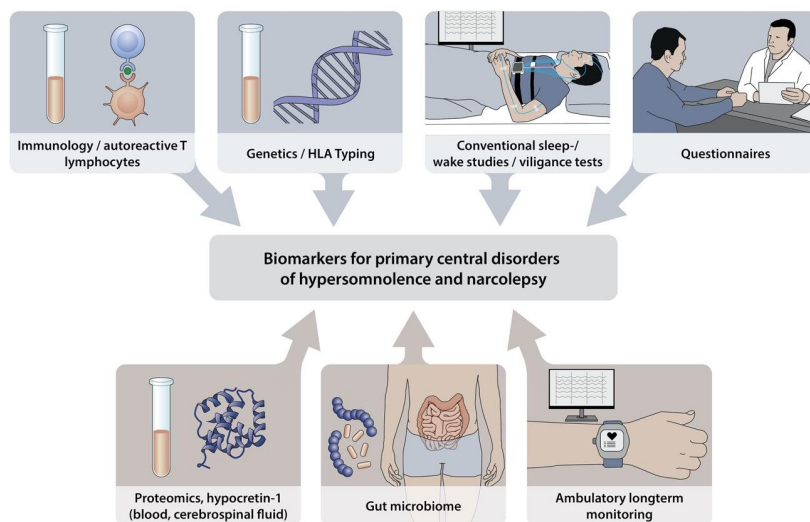 Immunology / autoreactive T
lymphocytes
Genetics / HLA Typing
Conventional sleep-/
wake studies / viligance tests
Questionnaires
Biomarkers for primary central disorders
of hypersomnolence and narcolepsy
Proteomics, hypocretin-1
(blood, cerebrospinal fluid)
Gut microbiome
Ambulatory longterm
monitoring